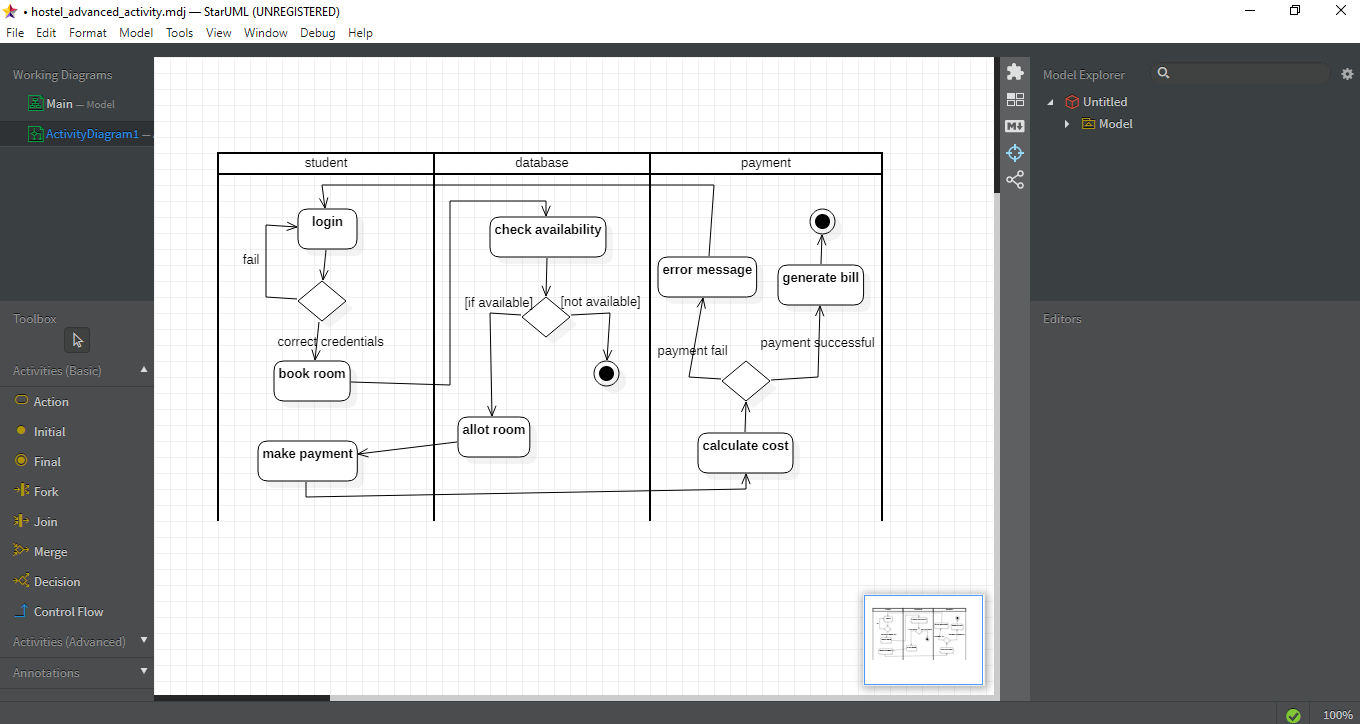 • hostel_advanced_activity.mdj — StarUML (UNREGISTERED)
File Edit Format Model Tools View Window Debug Help
Working Diagrams
Main — Model
ActivityDiagram1 —
Toolbox
Activities (Basic)
Action
Initial
Final
Fork
Join
Merge
Decision
Control Flow
Activities (Advanced)
Annotations
student database payment
login
fail
correct credentials
book room
make payment
check availability
[if available] [not available]
allot room
error message
generate bill
payment fail
payment successful
calculate cost
M
Model Explorer
Untitled
Model
Editors
100%